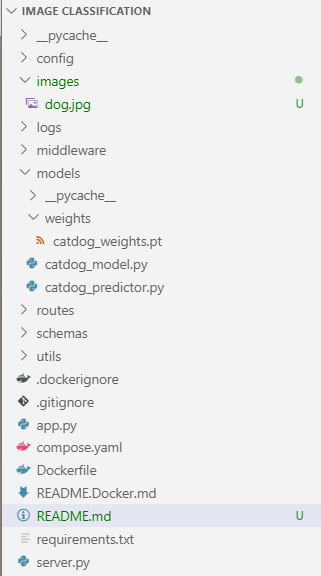 IMAGE CLASSIFICATION
__pycache__
config
images
dog.jpg U
logs
middleware
models
__pycache__
weights
catdog_weights.pt
catdog_model.py
catdog_predictor.py
routes
schemas
utils
.dockerignore
.gitignore
app.py
compose.yaml
Dockerfile
README.Docker.md
README.md U
requirements.txt
server.py